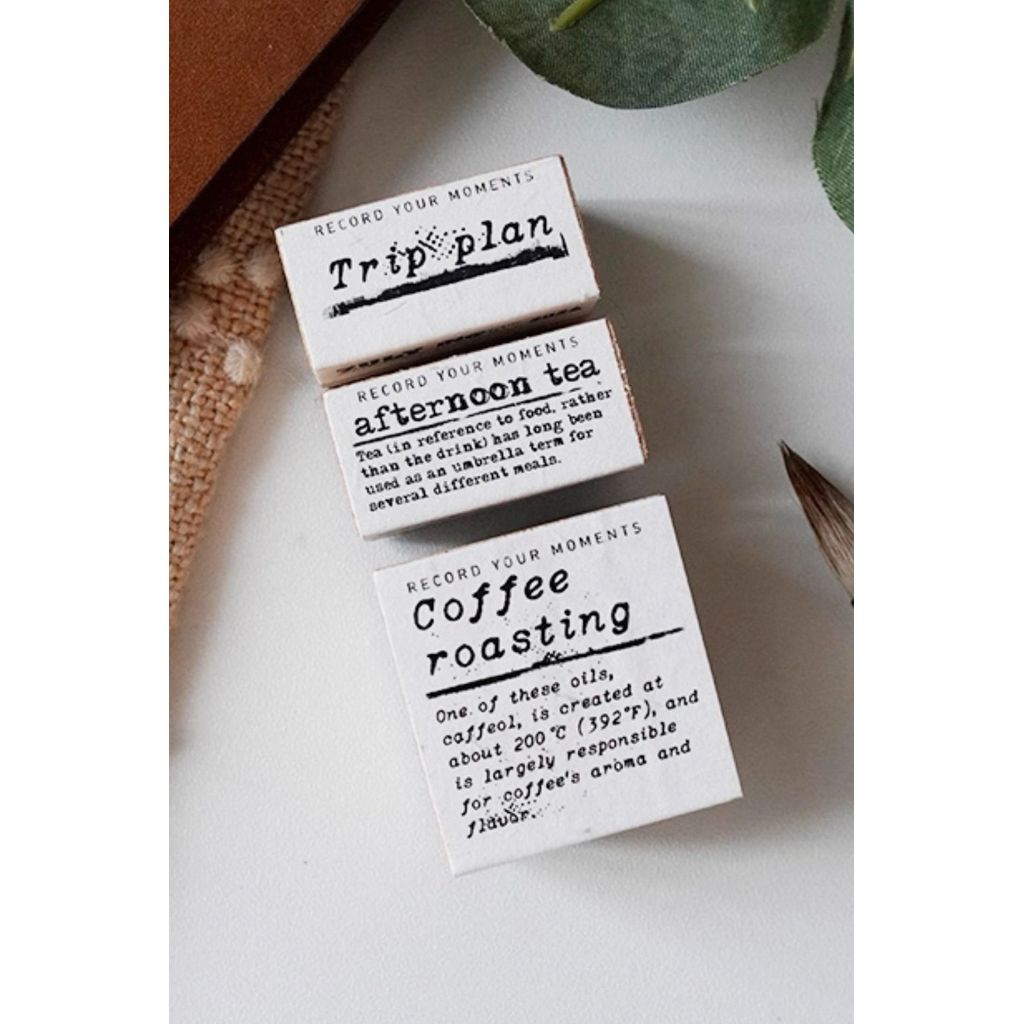 RECORD YOUR MOMENTS
Trip plan
RECORD YOUR MOMENTS
afternoon tea
Tea (in reference to food, rather
than the drink) has long been
used as an umbrella term for
several different meals.
RECORD YOUR MOMENTS
Coffee
roasting
One of these oils,
caffeol, is created at
about 200°C (392°F), and
is largely responsible
for coffee's aroma and
flavor.